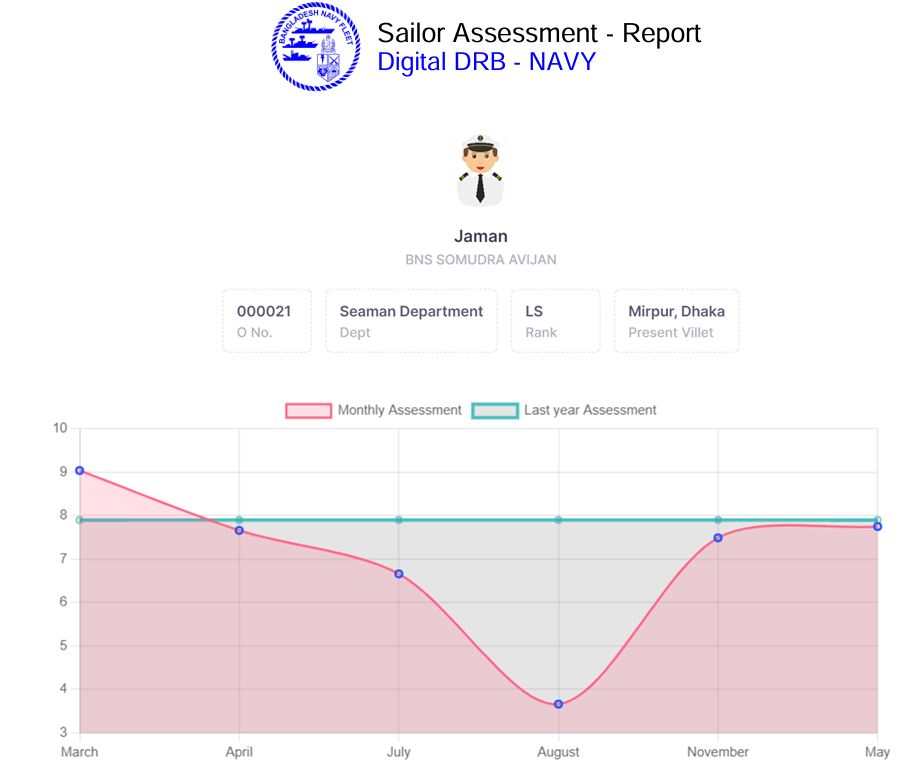 BANGLADESH NAVY FLEET
Sailor Assessment - Report
Digital DRB - NAVY
Jaman
BNS SOMUDRA AVIJAN
000021
O No.
Seaman Department
Dept
LS
Rank
Mirpur, Dhaka
Present Villet
Monthly Assessment
Last year Assessment
10
9
8
7
6
5
4
3
March April July August November May